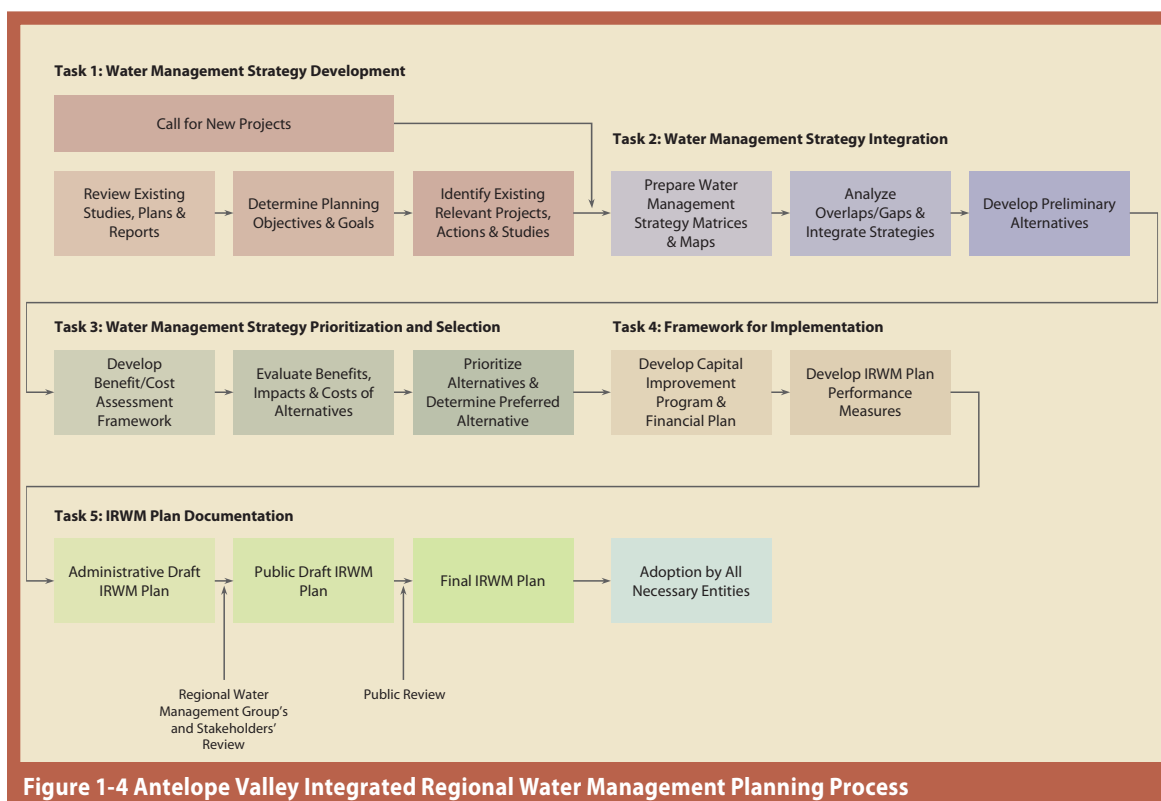 Task 1: Water Management Strategy Development
Call for New Projects
Task 2: Water Management Strategy Integration
Review Existing
Studies, Plans &
Reports
Determine Planning
Objectives & Goals
Identify Existing
Relevant Projects,
Actions & Studies
Prepare Water
Management
Strategy Matrices
& Maps
Analyze
Overlaps/Gaps &
Integrate Strategies
Develop Preliminary
Alternatives
Task 3: Water Management Strategy Prioritization and Selection
Task 4: Framework for Implementation
Develop
Benefit/Cost
Assessment
Framework
Evaluate Benefits,
Impacts & Costs of
Alternatives
Prioritize
Alternatives &
Determine Preferred
Alternative
Develop Capital
Improvement
Program &
Financial Plan
Develop IRWM Plan
Performance
Measures
Task 5: IRWM Plan Documentation
Administrative Draft
IRWM Plan
Public Draft IRWM
Plan
Final IRWM Plan
Adoption by All
Necessary Entities
Regional Water
Management Group's
and Stakeholders'
Review
Public Review
Figure 1-4 Antelope Valley Integrated Regional Water Management Planning Process